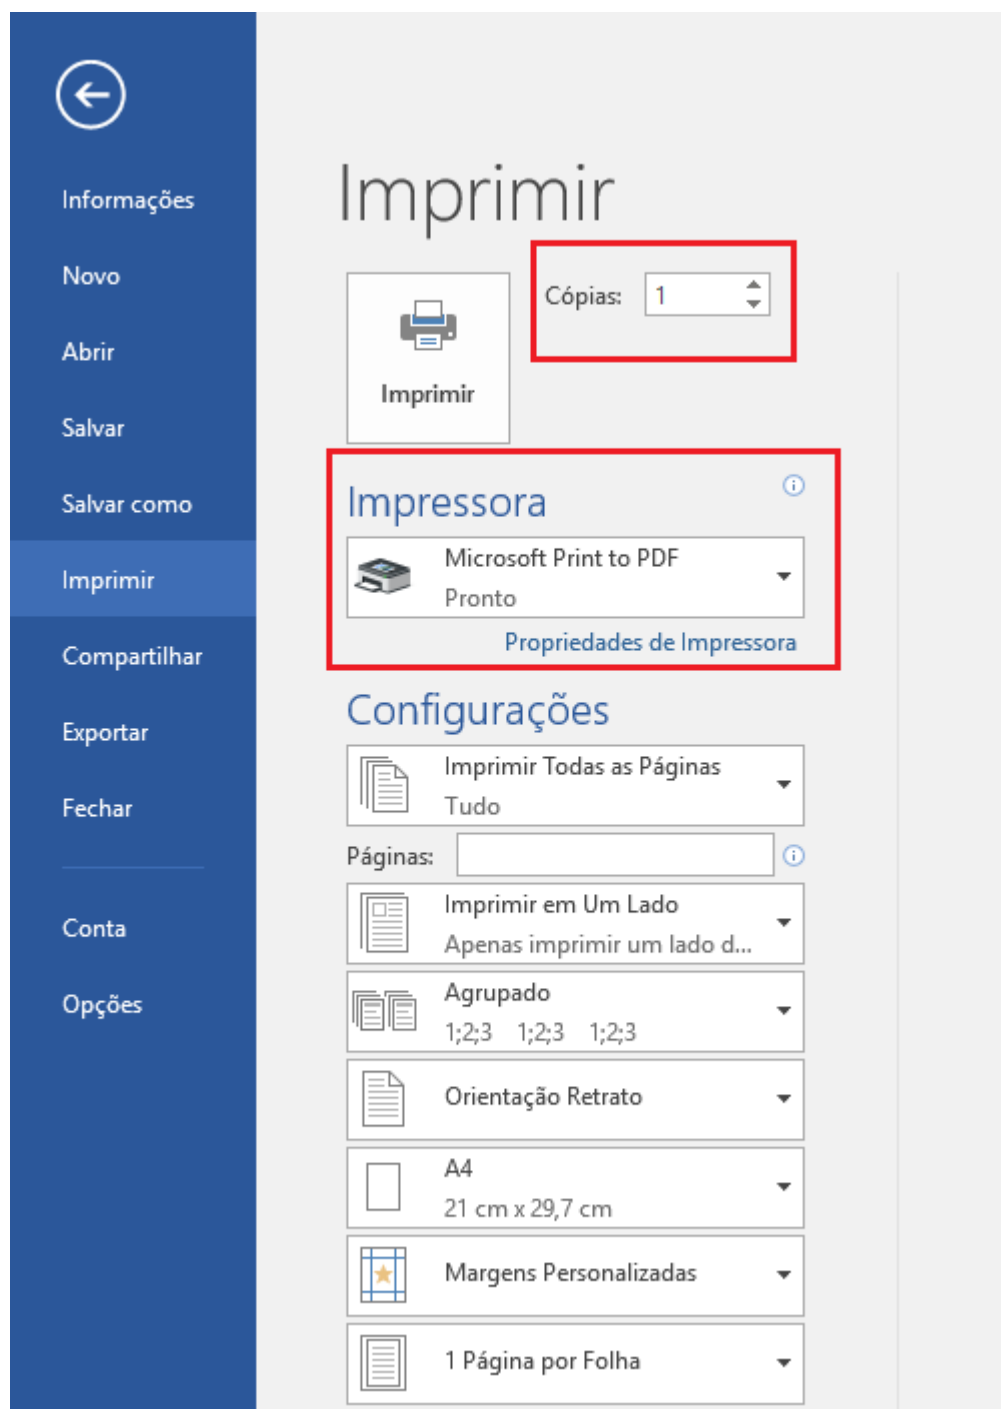 Informações
Novo
Abrir
Salvar
Salvar como
Imprimir
Compartilhar
Exportar
Fechar
Conta
Opções
Imprimir
Cópias: 1
Imprimir
Impressora
Microsoft Print to PDF
Pronto
Propriedades de Impressora
Configurações
Imprimir Todas as Páginas
Tudo
Páginas:
Imprimir em Um Lado
Apenas imprimir um lado d...
Agrupado
1;2;3 1;2;3 1;2;3
Orientação Retrato
A4
21 cm x 29,7 cm
Margens Personalizadas
1 Página por Folha